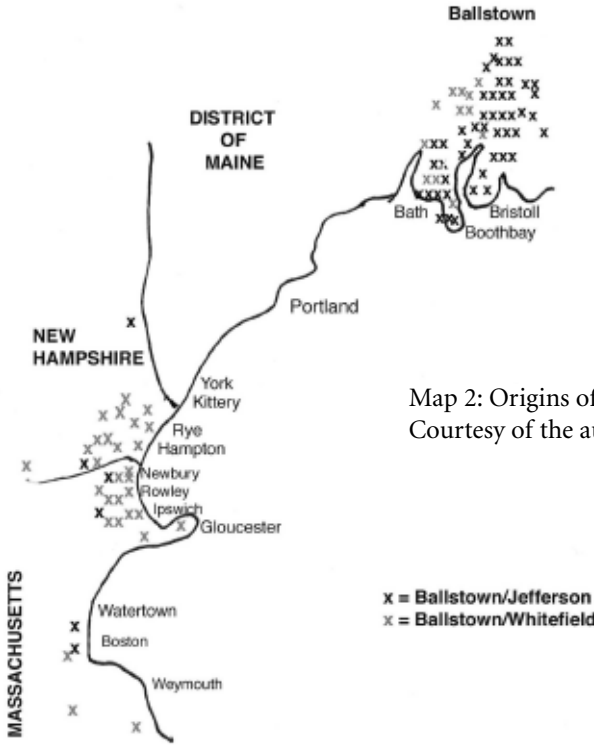 Ballstown
DISTRICT
OF
MAINE
Bath
Bristoll
Boothbay
Portland
NEW
HAMPSHIRE
York
Kittery
Map 2: Origins of
Courtesy of the au
Rye
Hampton
Newbury
Rowley
Ipswich
Gloucester
MASSACHUSETTS
x = Ballstown/Jefferson
x = Ballstown/Whitefield
Watertown
Boston
Weymouth